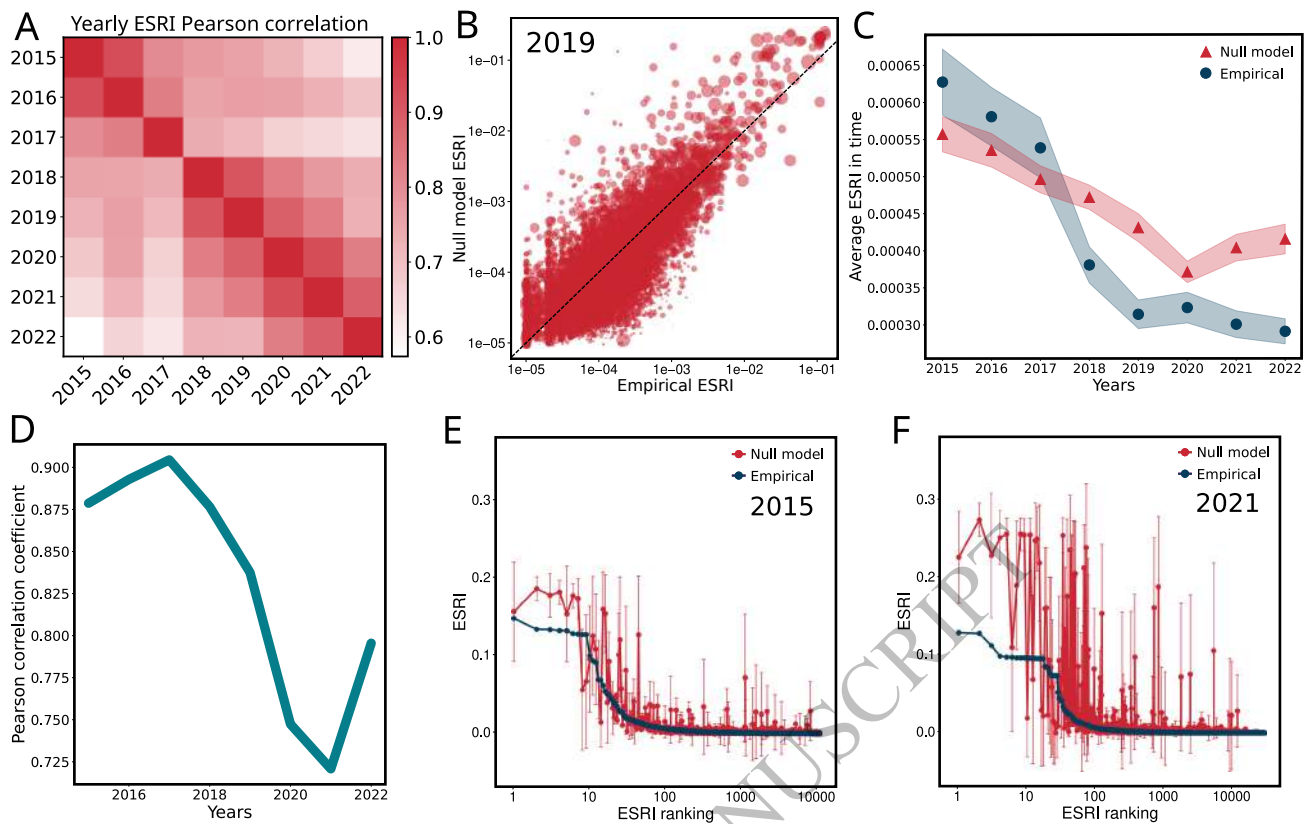 A
Yearly ESRI Pearson correlation
2015
2016
2017
2018
2019
2020
2021
2022
2015
2016
2017
2018
2019
2020
2021
2022
1.0
0.9
0.8
0.7
0.6
B
2019
Null model ESRI
1e−01
1e−02
1e−03
1e−04
1e−05
1e−05
1e−04
1e−03
1e−02
1e−01
Empirical ESRI
C
Null model
Empirical
Average ESRI in time
0.00065
0.00060
0.00055
0.00050
0.00045
0.00040
0.00035
0.00030
2015
2016
2017
2018
2019
2020
2021
2022
Years
D
Pearson correlation coefficient
0.900
0.875
0.850
0.825
0.800
0.775
0.750
0.725
2016
2018
2020
2022
Years
E
Null model
Empirical
2015
ESRI
0.3
0.2
0.1
0.0
1
10
100
1000
10000
ESRI ranking
F
Null model
Empirical
2021
ESRI
0.3
0.2
0.1
0.0
1
10
100
1000
10000
ESRI ranking
NUSCRIPT